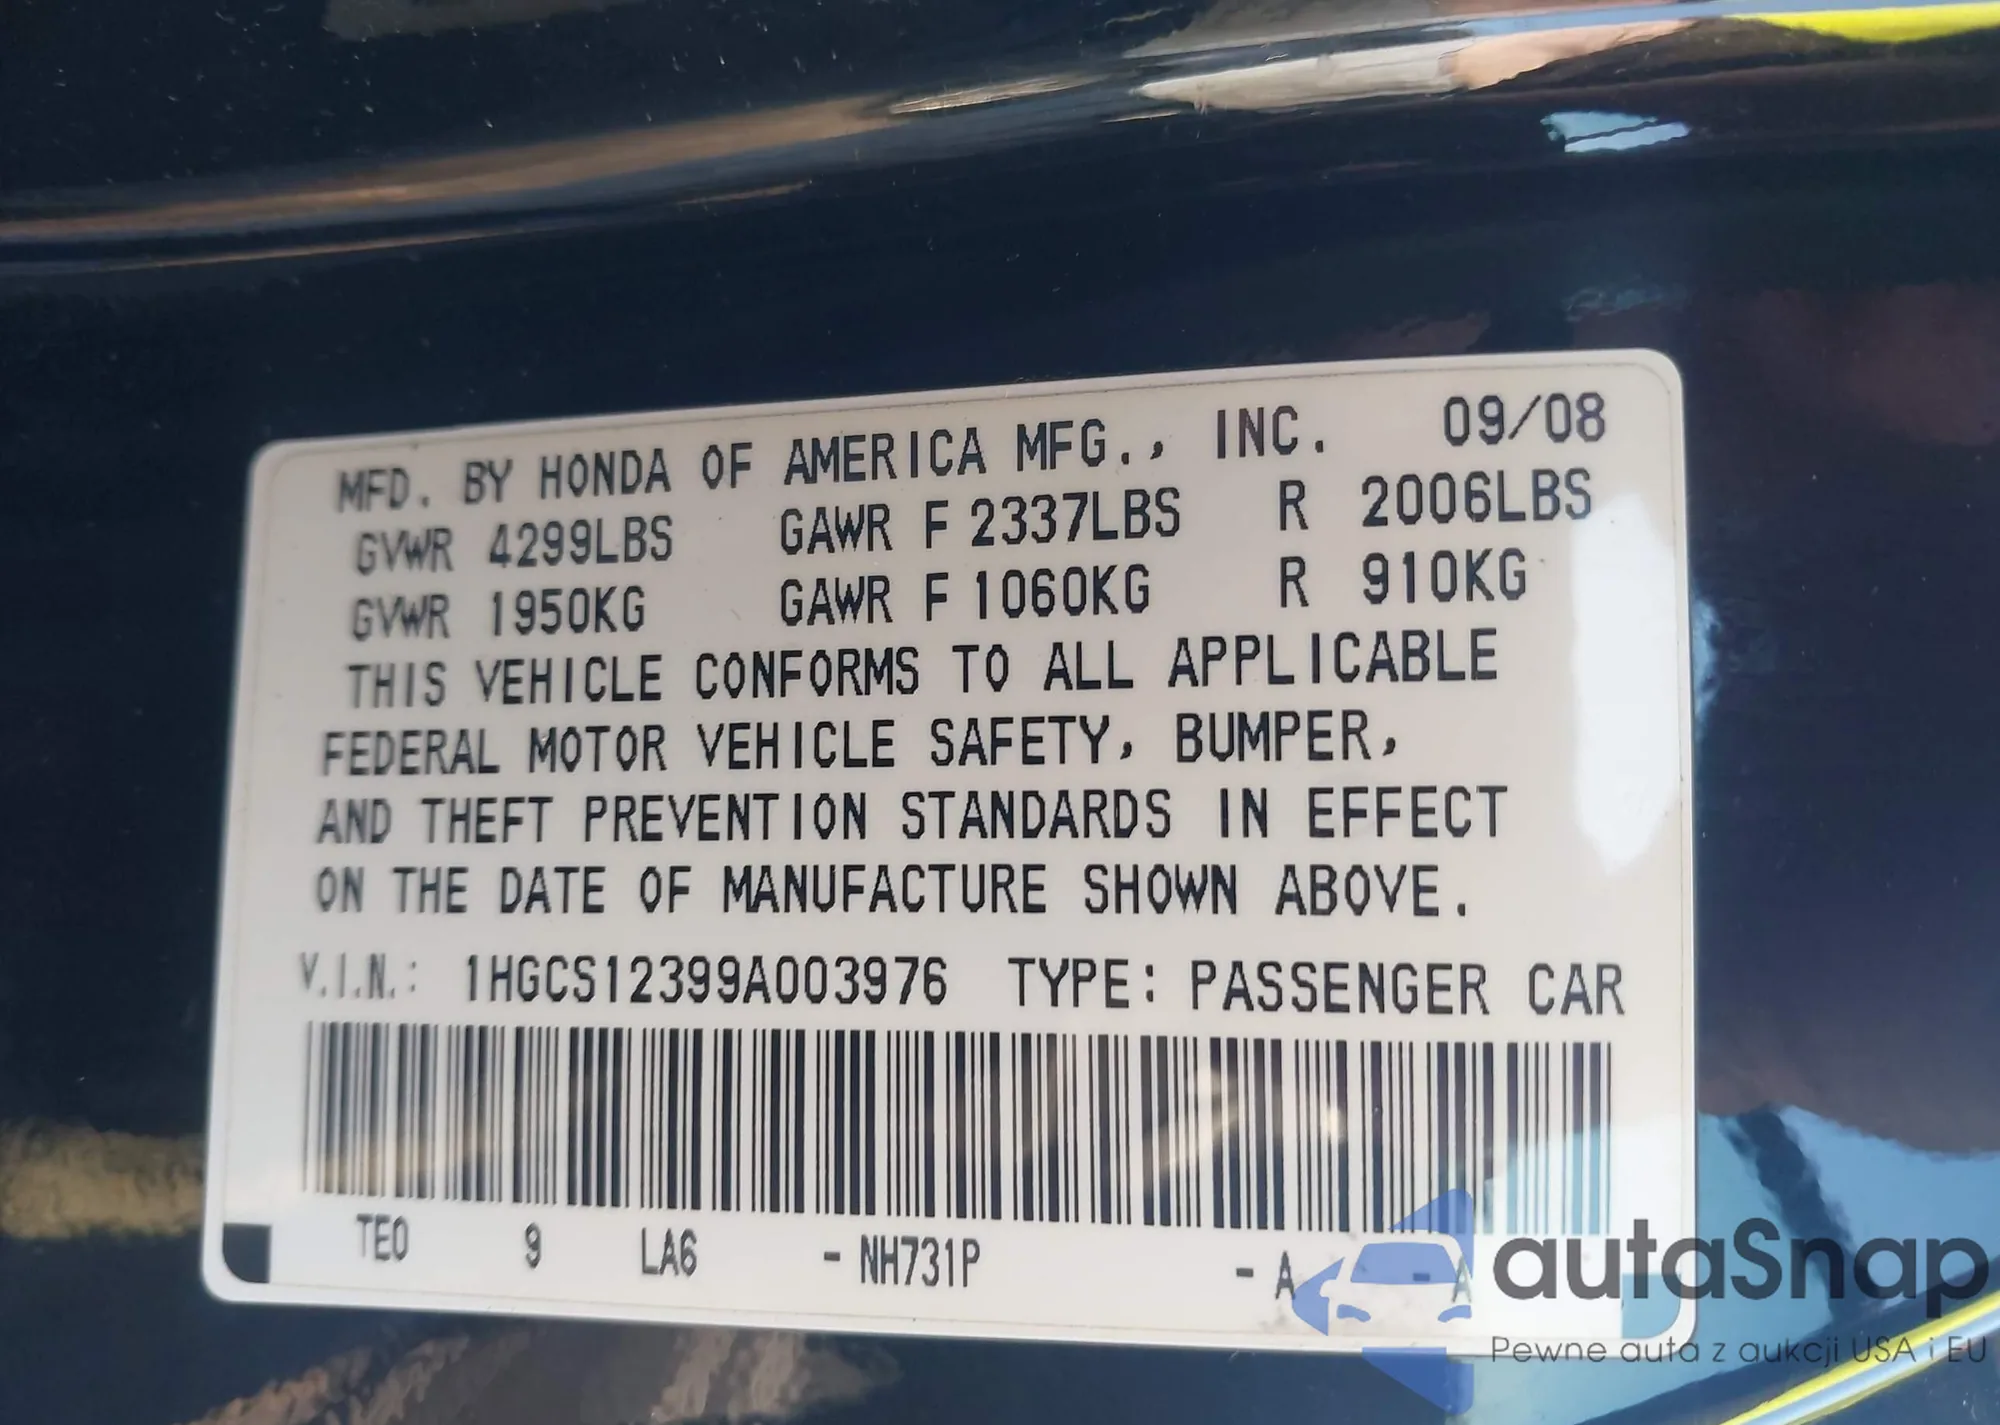 MFD. BY HONDA OF AMERICA MFG., INC. 09/08
GVWR 4299LBS GAWR F 2337LBS R 2006LBS
GVWR 1950KG GAWR F 1060KG R 910KG
THIS VEHICLE CONFORMS TO ALL APPLICABLE
FEDERAL MOTOR VEHICLE SAFETY, BUMPER,
AND THEFT PREVENTION STANDARDS IN EFFECT
ON THE DATE OF MANUFACTURE SHOWN ABOVE.
V.I.N.: 1HGCS12399A003976 TYPE: PASSENGER CAR
TE0 9 LA6 - NH731P - A - A
autaSnap
Pewne auta z aukcji USA i EU